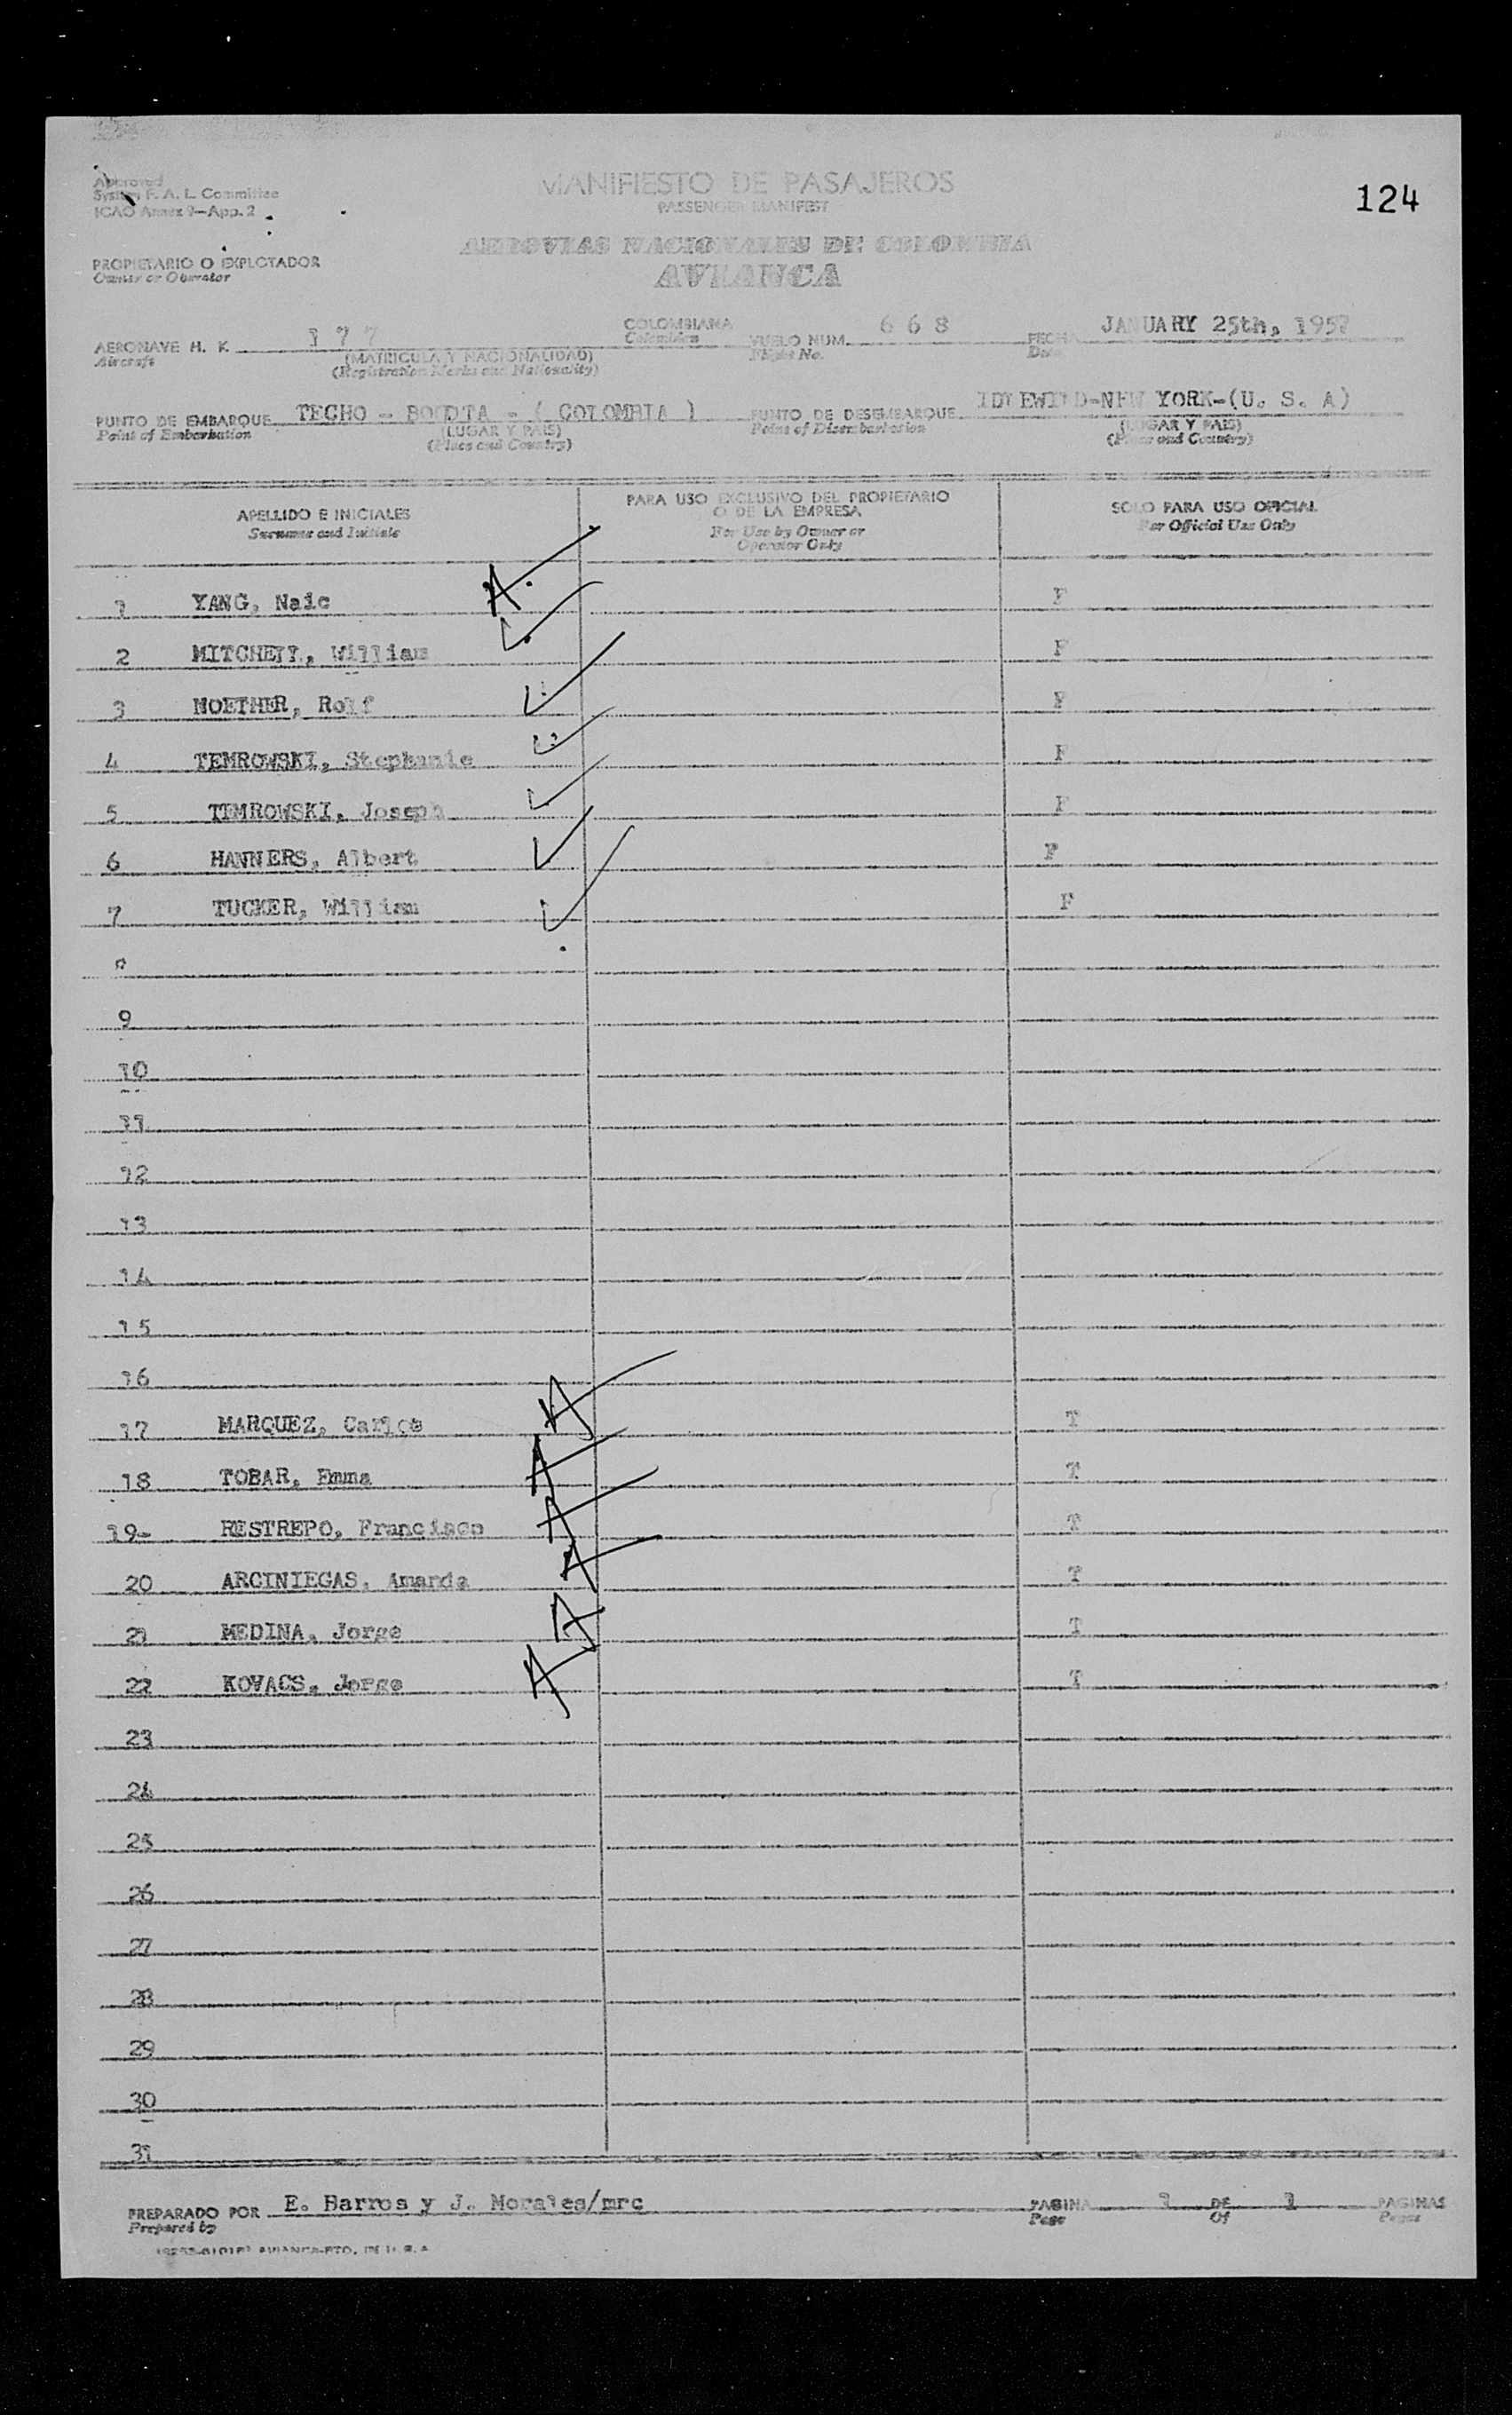 124
Approved
System F. A. L. Committee
ICAO Annex 9—App. 2
MANIFIESTO DE PASAJEROS
PASSENGER MANIFEST
AEROVIAS NACIONALES DE COLOMBIA
AVIANCA
PROPIETARIO O EXPLOTADOR
Owner or Operator
AERONAVE H. K. 177 COLOMBIANA VUELO NUM. 6 6 8 FECHA JANUARY 25th, 1957
Aircraft (MATRICULA Y NACIONALIDAD) Colombian Flight No. Date
(Registration Marks and Nationality)
PUNTO DE EMBARQUE TECHO - BOGOTA - ( COLOMBIA ) PUNTO DE DESEMBARQUE IDLEWILD-NEW YORK-(U. S. A)
Point of Embarkation (LUGAR Y PAIS) Point of Disembarkation (LUGAR Y PAIS)
(Place and Country) (Place and Country)
APELLIDO E INICIALES PARA USO EXCLUSIVO DEL PROPIETARIO O DE LA EMPRESA SOLO PARA USO OFICIAL
Surname and Initials For Use by Owner or Operator Only For Official Use Only
1 YANG, Naic A F
2 MITCHELL, William F
3 NOETHER, Rolf F
4 TEMROWSKI, Stephanie F
5 TEMROWSKI, Joseph F
6 HANNERS, Albert F
7 TUCKER, William F
9
10
11
12
13
14
15
16
17 MARQUEZ, Carlos A T
18 TOBAR, Emma A T
19- RESTREPO, Francisco A T
20 ARCINIEGAS, Amanda A T
21 MEDINA, Jorge A T
22 KOVACS, Jorge A T
23
24
25
26
27
28
29
30
31
PREPARADO POR E. Barros y J. Morales/mrc PAGINA 1 DE 1 PAGINAS
Prepared by Page Of Pages